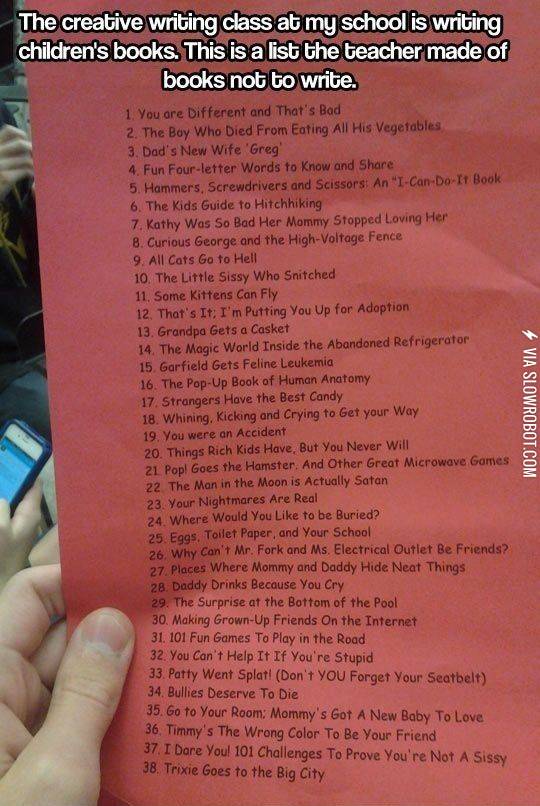 The creative writing class at my school is writing
children's books. This is a list the teacher made of
books not to write.
1. You are Different and That's Bad
2. The Boy Who Died From Eating All His Vegetables
3. Dad's New Wife 'Greg'
4. Fun Four-letter Words to Know and Share
5. Hammers, Screwdrivers and Scissors: An "I-Can-Do-It Book
6. The Kids Guide to Hitchhiking
7. Kathy Was So Bad Her Mommy Stopped Loving Her
8. Curious George and the High-Voltage Fence
9. All Cats Go to Hell
10. The Little Sissy Who Snitched
11. Some Kittens Can Fly
12. That's It; I'm Putting You Up for Adoption
13. Grandpa Gets a Casket
14. The Magic World Inside the Abandoned Refrigerator
15. Garfield Gets Feline Leukemia
16. The Pop-Up Book of Human Anatomy
17. Strangers Have the Best Candy
18. Whining, Kicking and Crying to Get your Way
19. You were an Accident
20. Things Rich Kids Have, But You Never Will
21. Pop! Goes the Hamster. And Other Great Microwave Games
22. The Man in the Moon is Actually Satan
23. Your Nightmares Are Real
24. Where Would You Like to be Buried?
25. Eggs, Toilet Paper, and Your School
26. Why Can't Mr. Fork and Ms. Electrical Outlet Be Friends?
27. Places Where Mommy and Daddy Hide Neat Things
28. Daddy Drinks Because You Cry
29. The Surprise at the Bottom of the Pool
30. Making Grown-Up Friends On the Internet
31. 101 Fun Games To Play in the Road
32. You Can't Help It If You're Stupid
33. Patty Went Splat! (Don't YOU Forget Your Seatbelt)
34. Bullies Deserve To Die
35. Go to Your Room; Mommy's Got A New Baby To Love
36. Timmy's The Wrong Color To Be Your Friend
37. I Dare You! 101 Challenges To Prove You're Not A Sissy
38. Trixie Goes to the Big City
VIA SLOWROBOT.COM